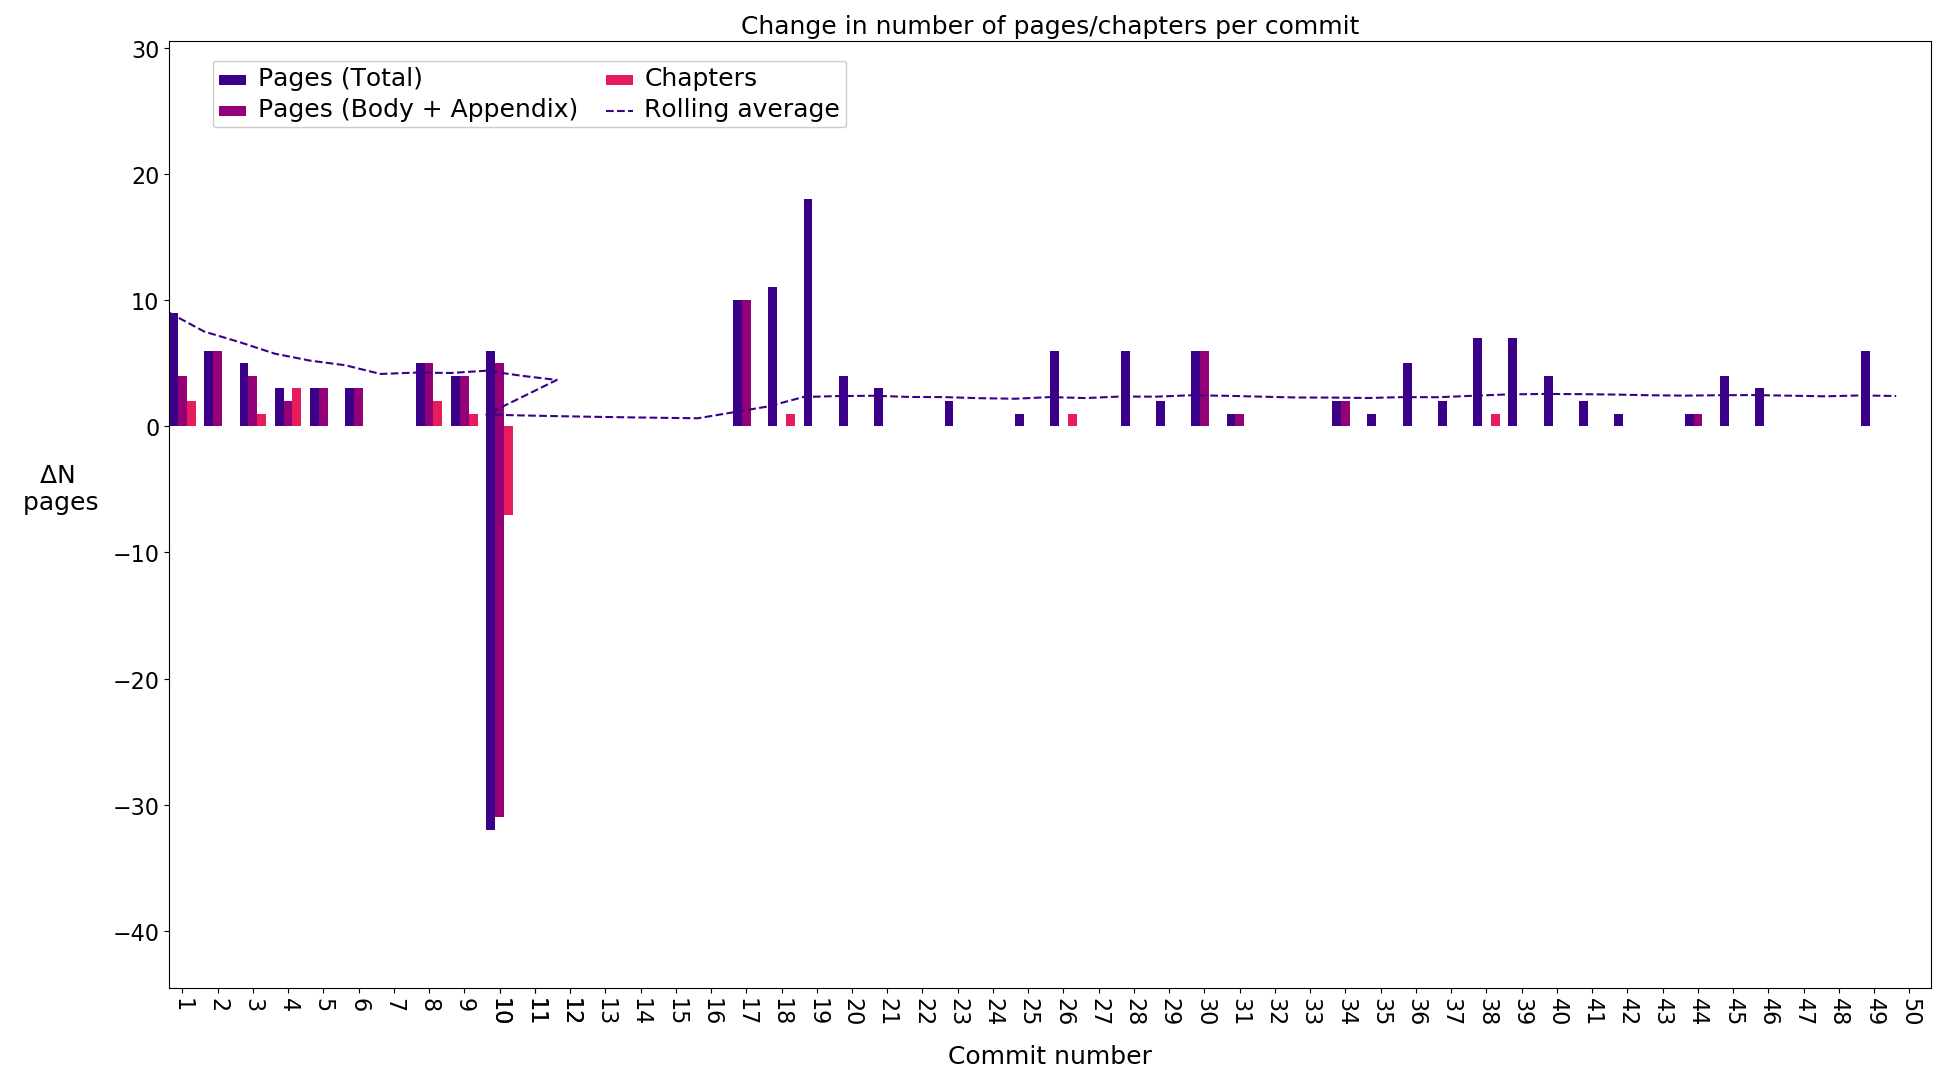 Change in number of pages/chapters per commit
Pages (Total)
Pages (Body + Appendix)
Chapters
Rolling average
30
20
10
0
−10
−20
−30
−40
ΔN
pages
1 2 3 4 5 6 7 8 9 10 11 12 13 14 15 16 17 18 19 20 21 22 23 24 25 26 27 28 29 30 31 32 33 34 35 36 37 38 39 40 41 42 43 44 45 46 47 48 49 50
Commit number